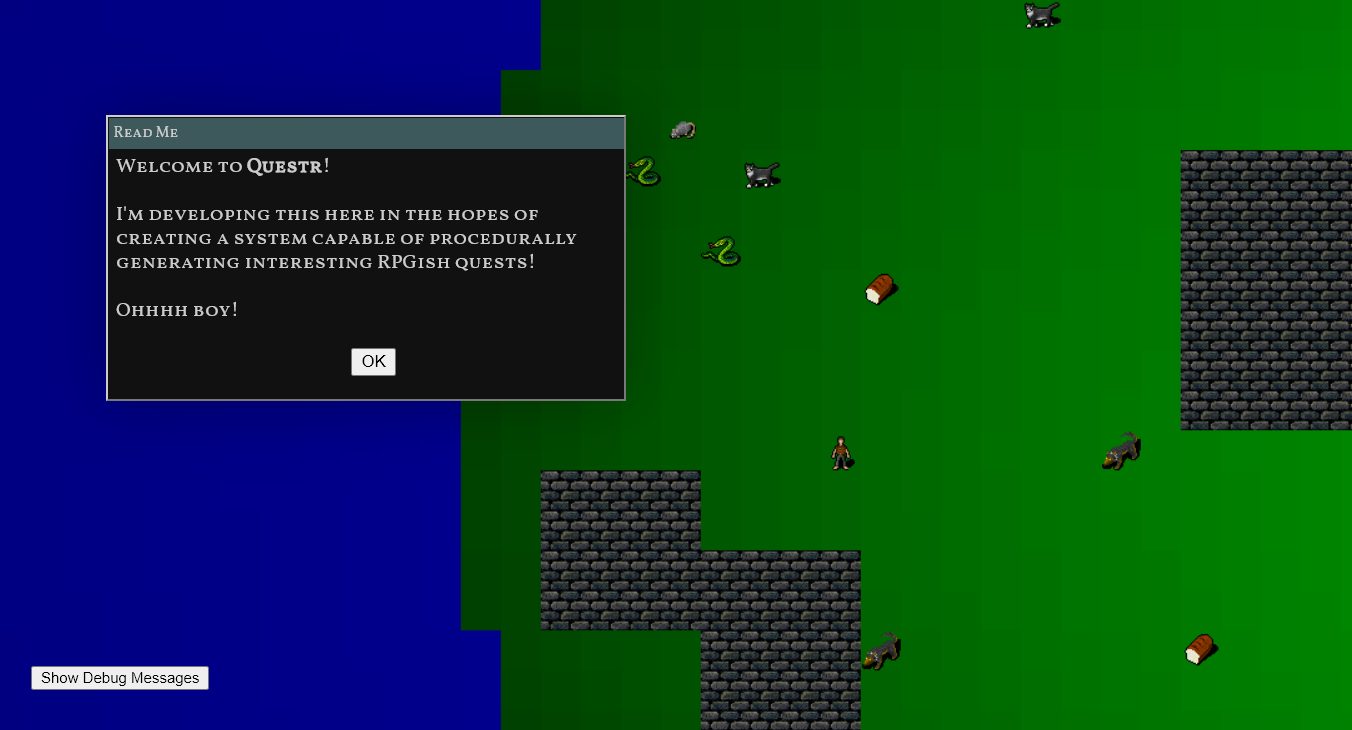 Read Me
Welcome to Questr!
I'm developing this here in the hopes of
creating a system capable of procedurally
generating interesting RPGish quests!
Ohhhh boy!
OK
Show Debug Messages